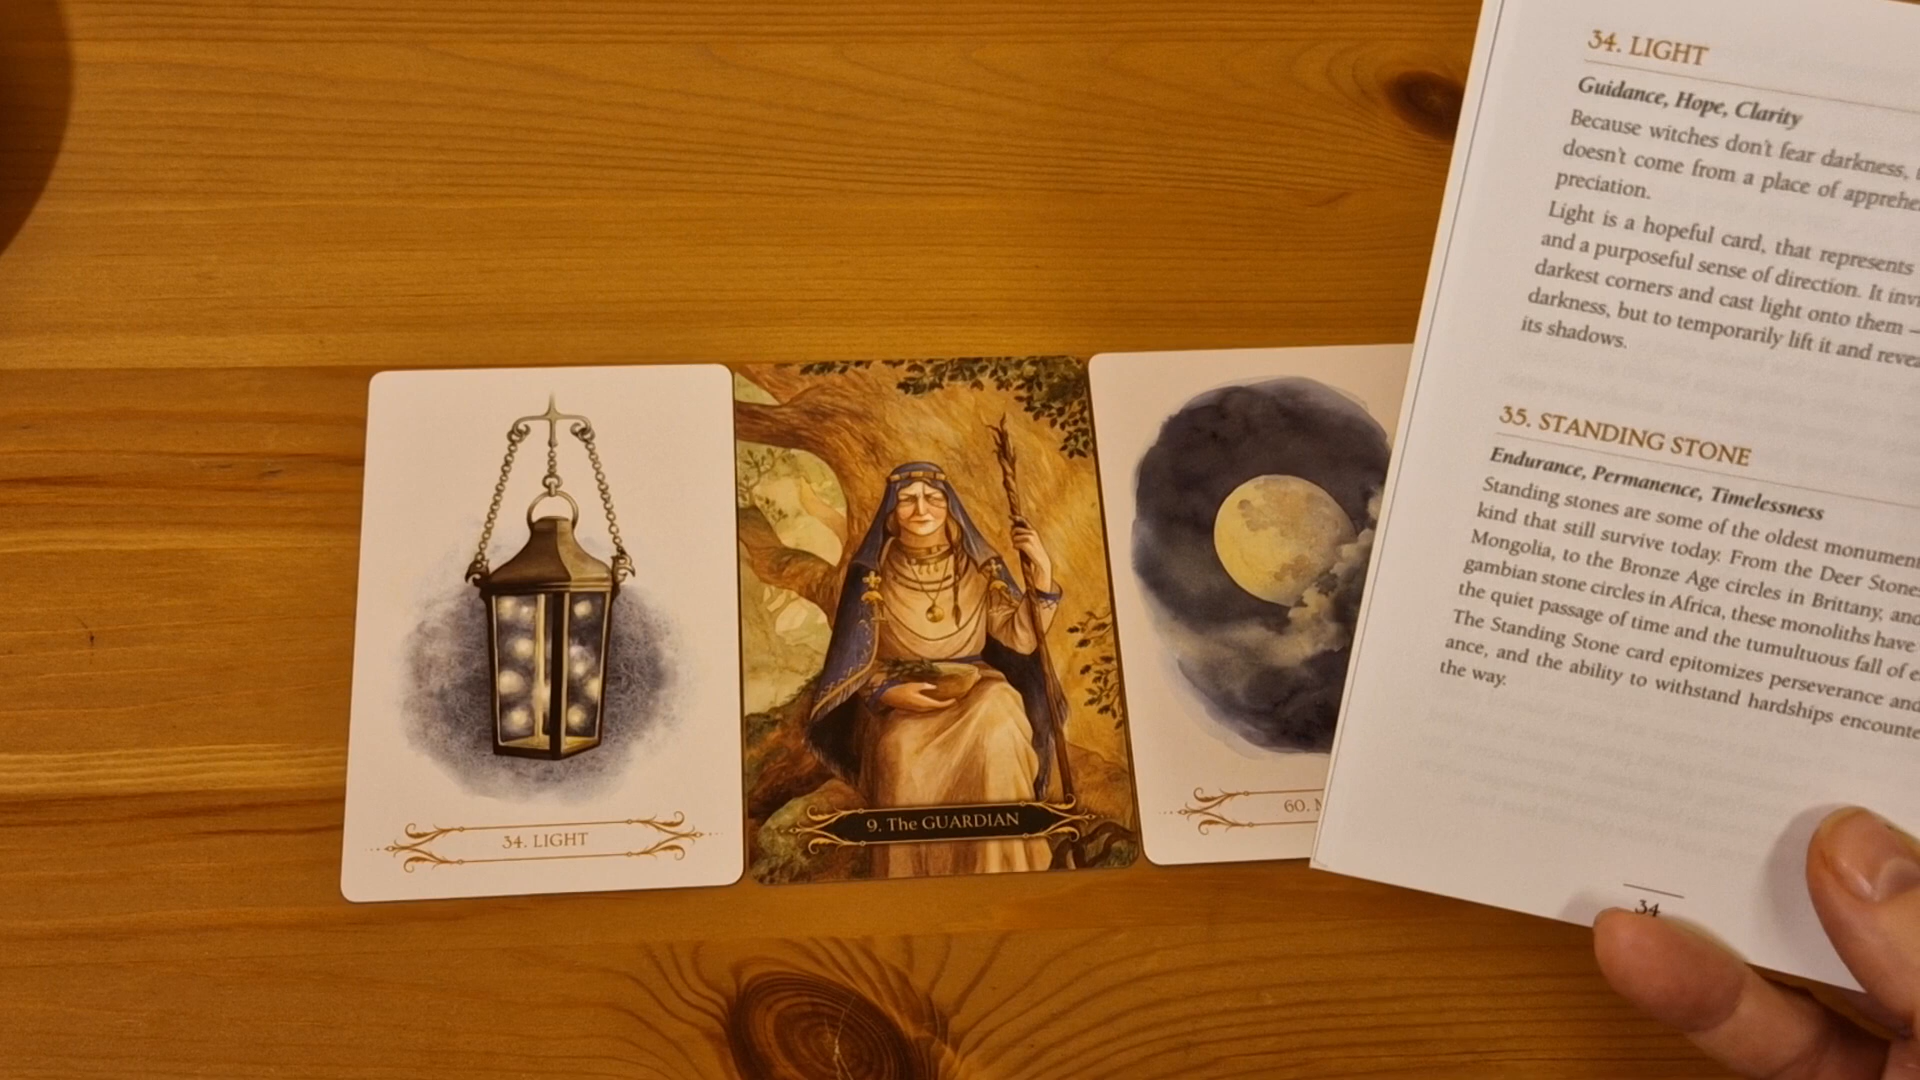 34. LIGHT
9. The GUARDIAN
60.
34. LIGHT
Guidance, Hope, Clarity
Because witches don't fear darkness,
doesn't come from a place of
preciation.
Light is a hopeful card, that represents
and a purposeful sense of direction. It
darkest corners and cast light onto them –
darkness, but to temporarily lift it and
its shadows.
35. STANDING STONE
Endurance, Permanence, Timelessness
Standing stones are some of the oldest
kind that still survive today. From the Deer
Mongolia, to the Bronze Age circles in Brittany, and
gambian stone circles in Africa, these monoliths have
the quiet passage of time and the tumultuous fall of
The Standing Stone card epitomizes perseverance and
ance, and the ability to withstand hardships
the way.
34